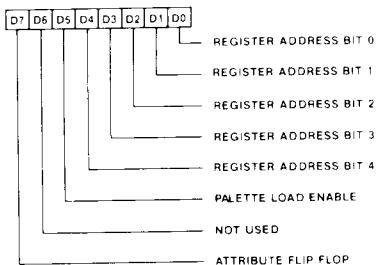 D7 D6 D5 D4 D3 D2 D1 D0
REGISTER ADDRESS BIT 0
REGISTER ADDRESS BIT 1
REGISTER ADDRESS BIT 2
REGISTER ADDRESS BIT 3
REGISTER ADDRESS BIT 4
PALETTE LOAD ENABLE
NOT USED
ATTRIBUTE FLIP FLOP